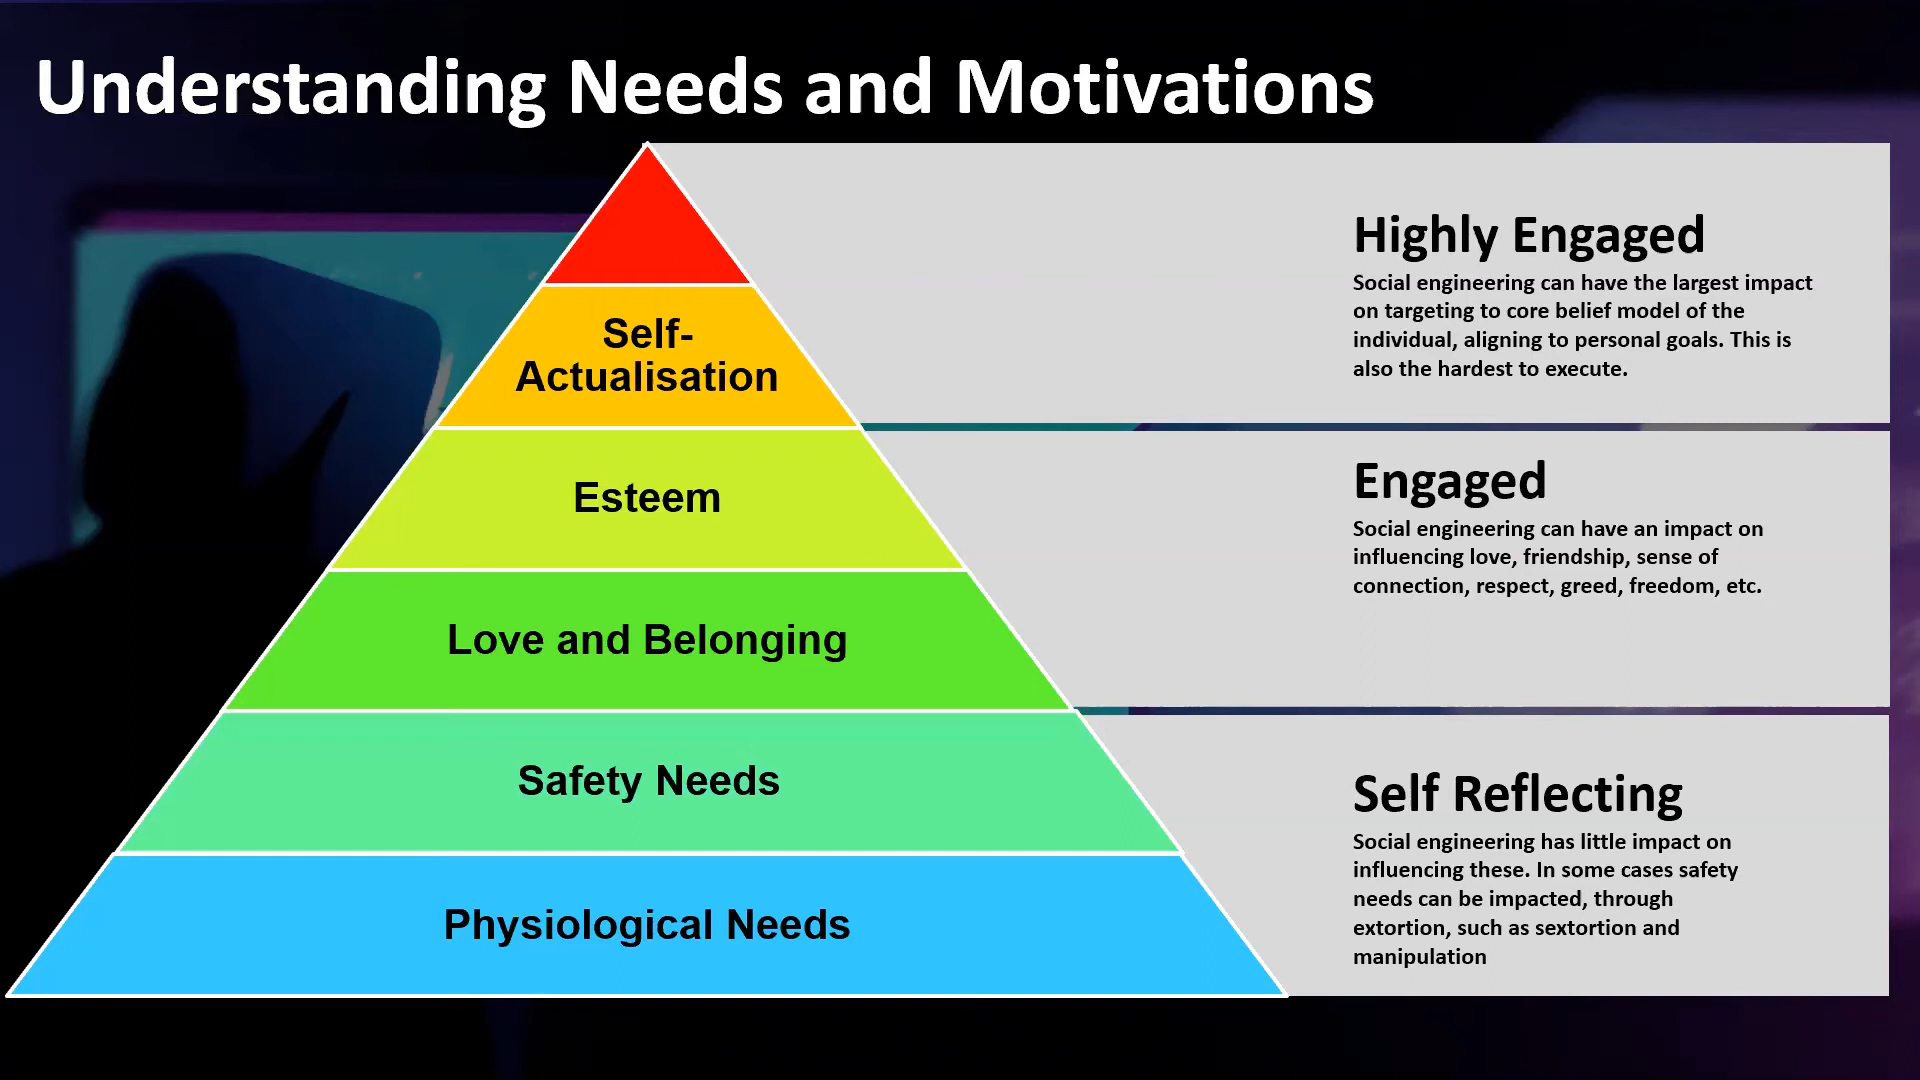 Understanding Needs and Motivations
Highly Engaged
Social engineering can have the largest impact
on targeting to core belief model of the
individual, aligning to personal goals. This is
also the hardest to execute.
Self-
Actualisation
Engaged
Social engineering can have an impact on
influencing love, friendship, sense of
connection, respect, greed, freedom, etc.
Esteem
Love and Belonging
Self Reflecting
Social engineering has little impact on
influencing these. In some cases safety
needs can be impacted, through
extortion, such as sextortion and
manipulation
Safety Needs
Physiological Needs